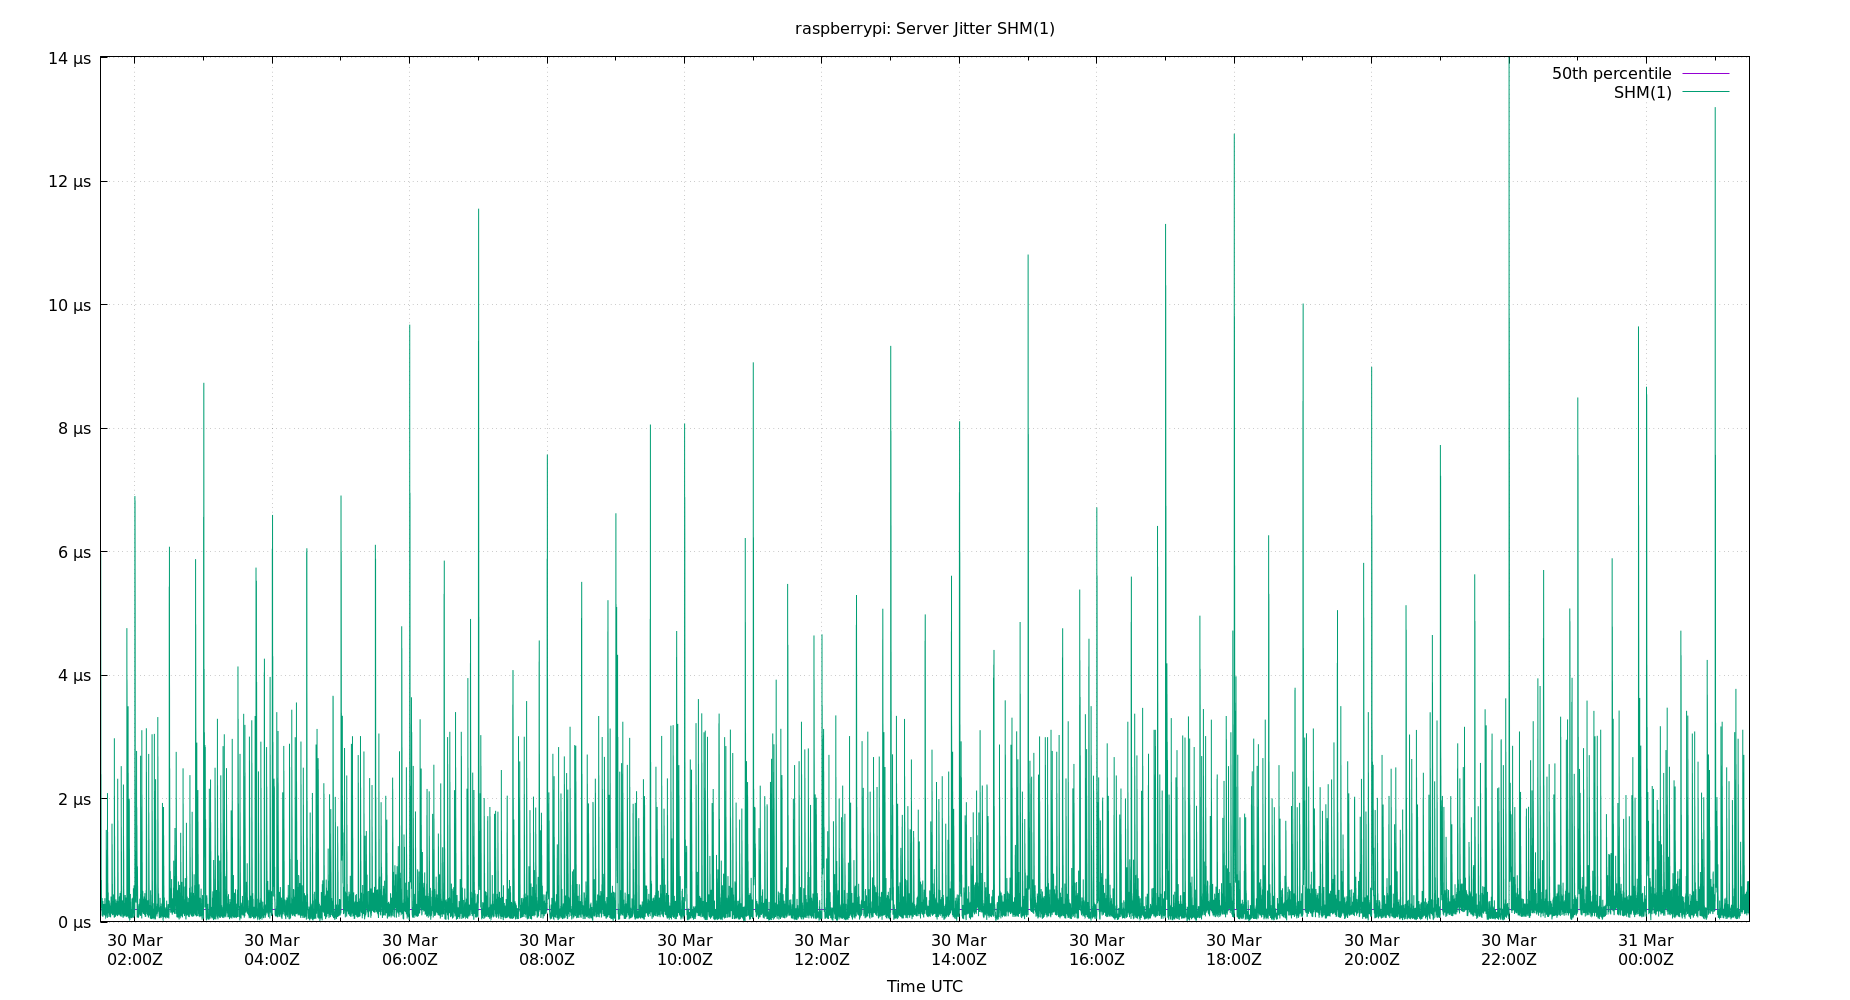 raspberrypi: Server Jitter SHM(1)
14 μs
12 μs
10 μs
8 μs
6 μs
4 μs
2 μs
0 μs
50th percentile
SHM(1)
30 Mar 30 Mar 30 Mar 30 Mar 30 Mar 30 Mar 30 Mar 30 Mar 30 Mar 30 Mar 30 Mar 31 Mar
02:00Z 04:00Z 06:00Z 08:00Z 10:00Z 12:00Z 14:00Z 16:00Z 18:00Z 20:00Z 22:00Z 00:00Z
Time UTC